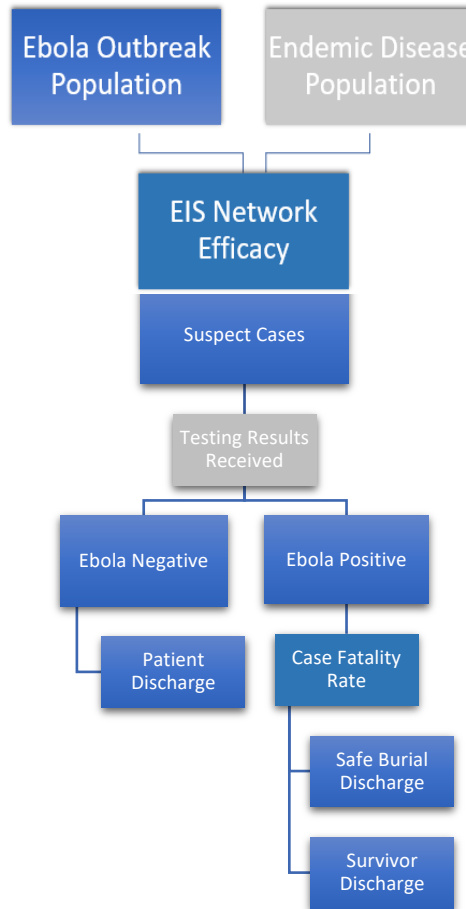 Ebola Outbreak
Population
Endemic Disease
Population
EIS Network
Efficacy
Suspect Cases
Testing Results
Received
Ebola Negative
Ebola Positive
Patient
Discharge
Case Fatality
Rate
Safe Burial
Discharge
Survivor
Discharge